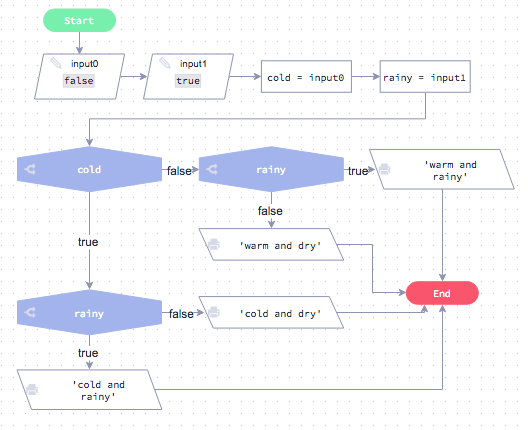 Start
input0
false
input1
true
cold = input0
rainy = input1
cold
false
rainy
true
'warm and
rainy'
true
false
'warm and dry'
End
rainy
false
'cold and dry'
true
'cold and
rainy'